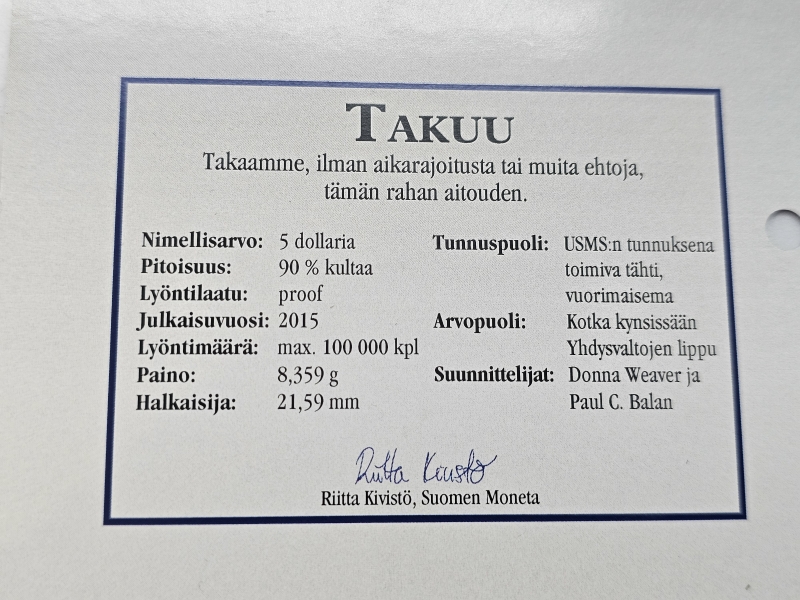 TAKUU
Takaamme, ilman aikarajoitusta tai muita ehtoja,
tämän rahan aitouden.
Nimellisarvo: 5 dollaria
Pitoisuus: 90 % kultaa
Lyöntilaatu: proof
Julkaisuvuosi: 2015
Lyöntimäärä: max. 100 000 kpl
Paino: 8,359 g
Halkaisija: 21,59 mm
Tunnuspuoli: USMS:n tunnuksena
toimiva tähti,
vuorimaisema
Arvopuoli: Kotka kynsissään
Yhdysvaltojen lippu
Suunnittelijat: Donna Weaver ja
Paul C. Balan
Riitta Kivistö
Riitta Kivistö, Suomen Moneta